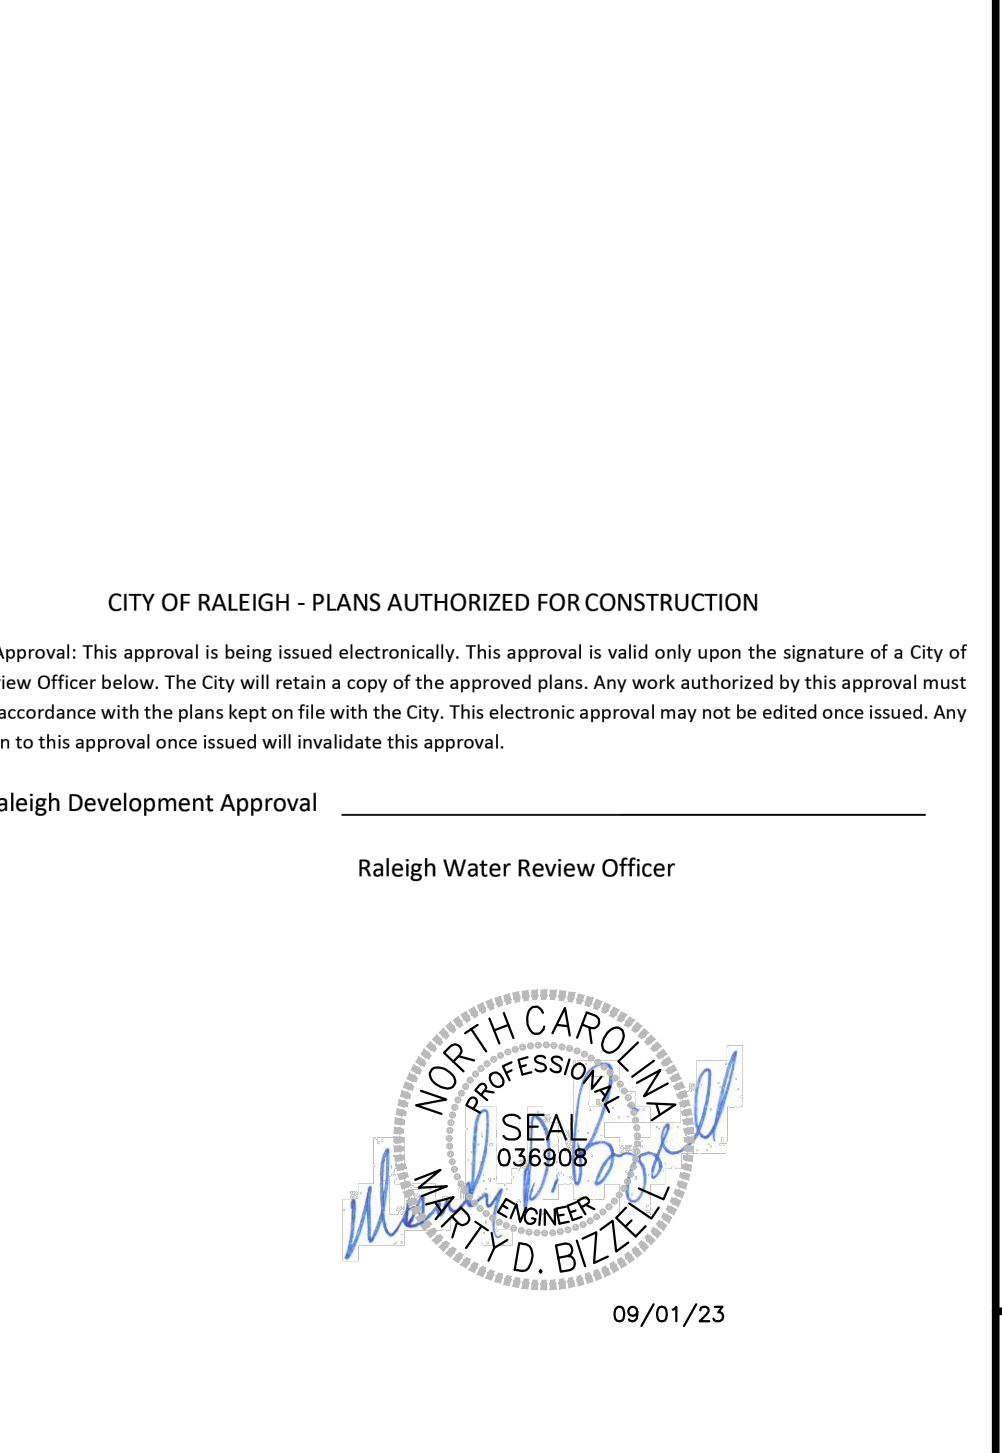 CITY OF RALEIGH - PLANS AUTHORIZED FOR CONSTRUCTION
Approval: This approval is being issued electronically. This approval is valid only upon the signature of a City of
iew Officer below. The City will retain a copy of the approved plans. Any work authorized by this approval must
accordance with the plans kept on file with the City. This electronic approval may not be edited once issued. Any
n to this approval once issued will invalidate this approval.
aleigh Development Approval
Raleigh Water Review Officer
NORTH CAROLINA
PROFESSIONAL
SEAL
036908
ENGINEER
MARTY D. BIZZELL
Marty D. Bizzell
09/01/23